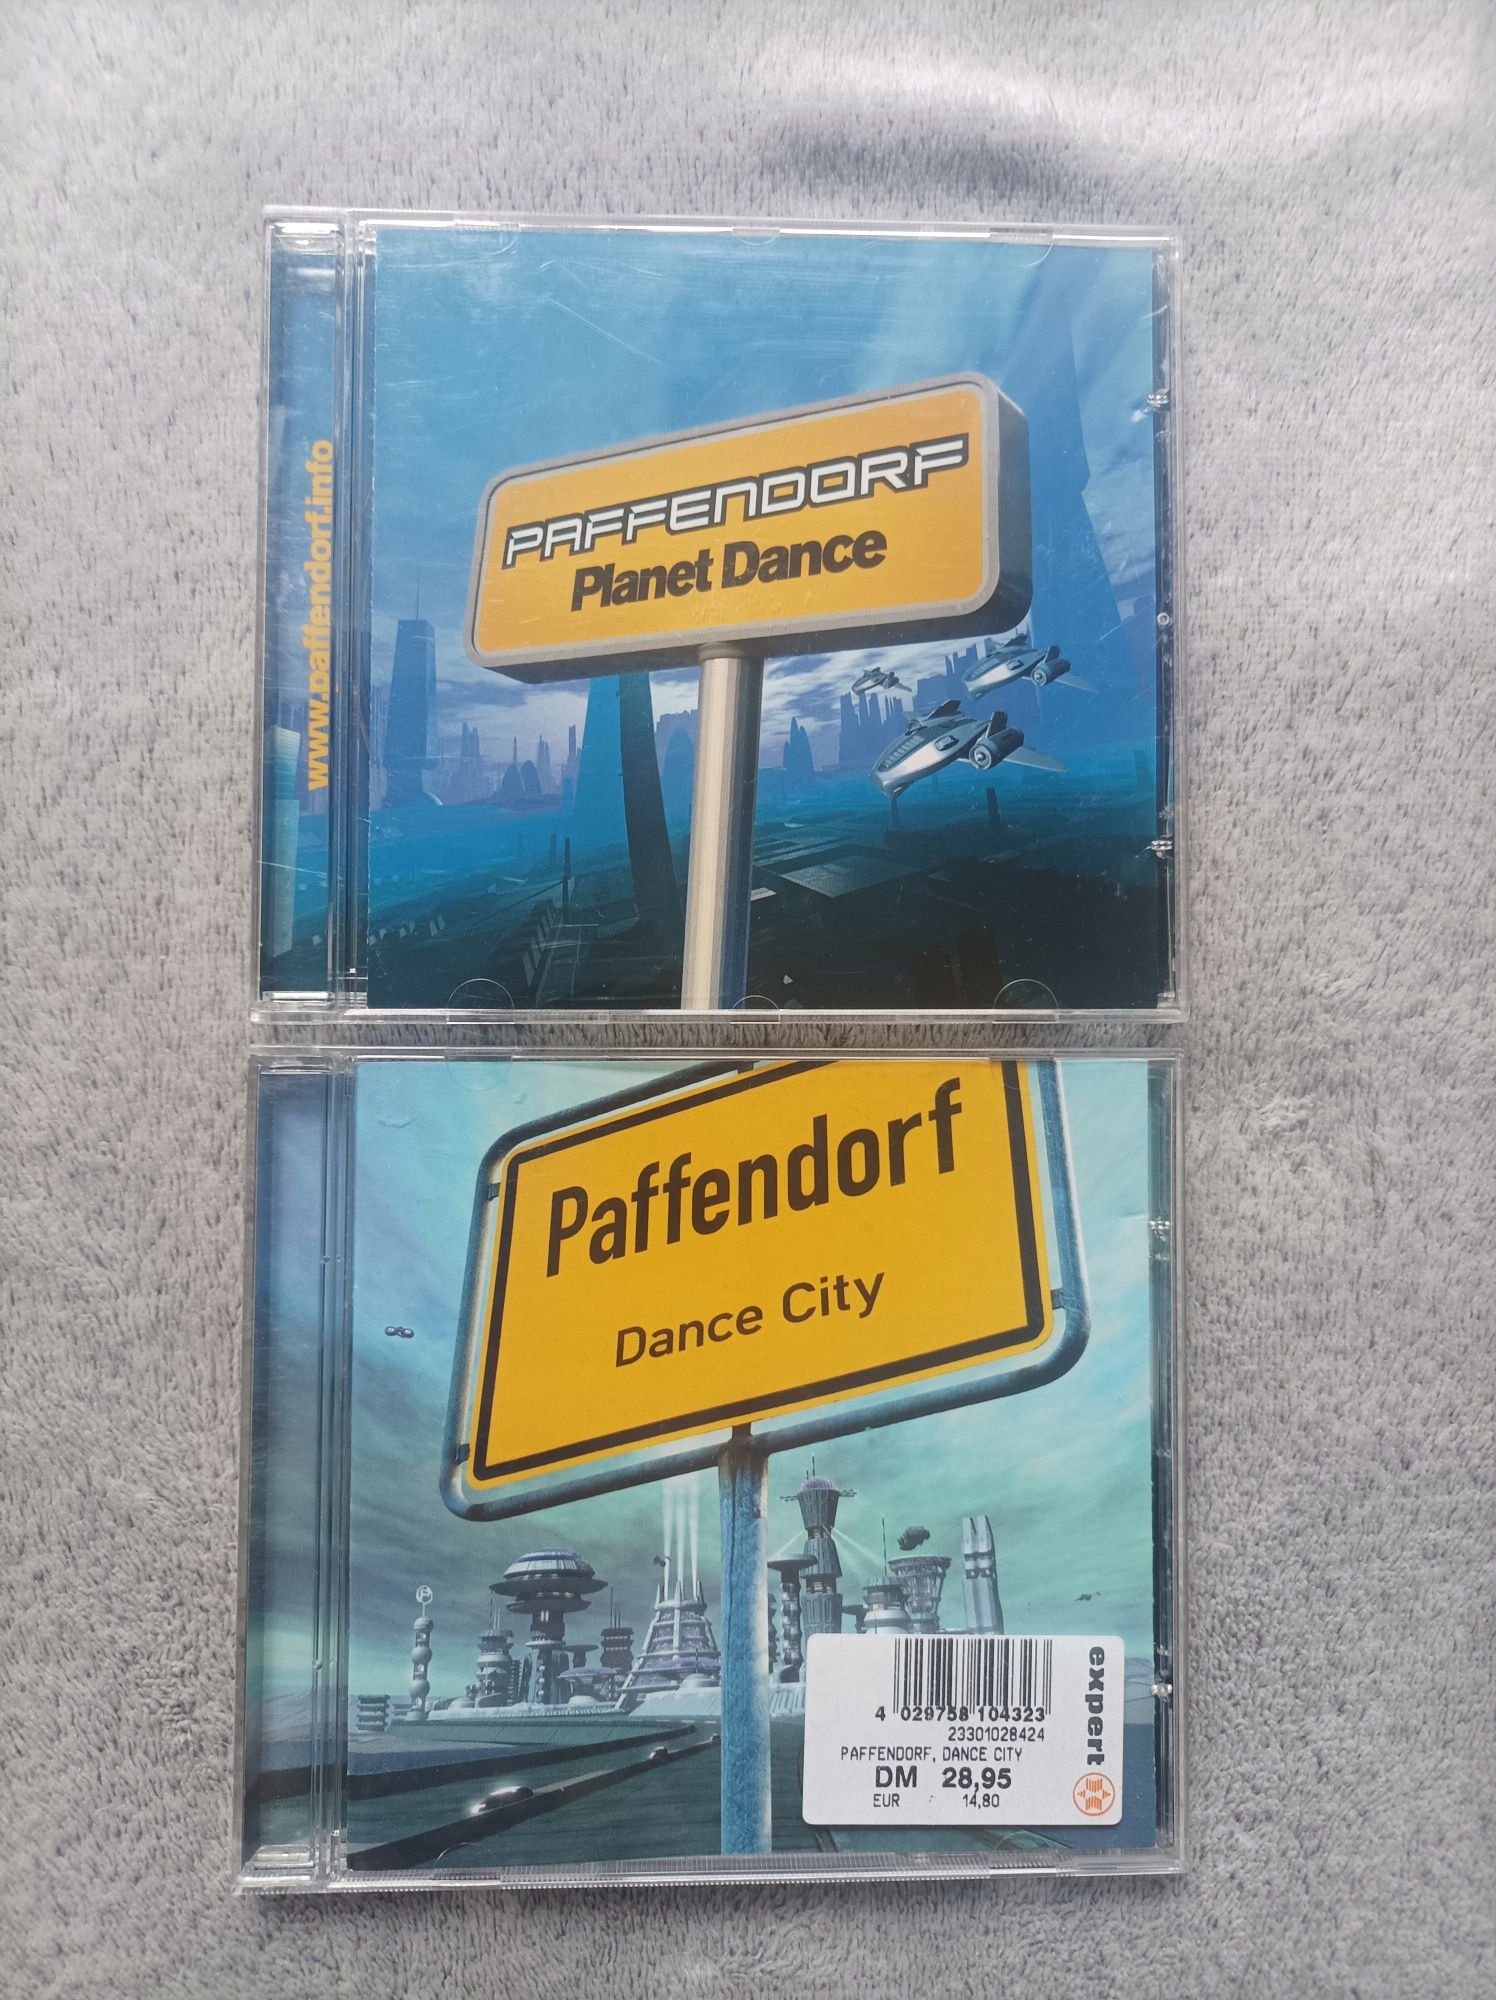 www.paffendorf.info
PAFFENDORF
Planet Dance
Paffendorf
Dance City
4 029758 104323
23301028424
PAFFENDORF, DANCE CITY
DM 28,95
EUR : 14,80
expert